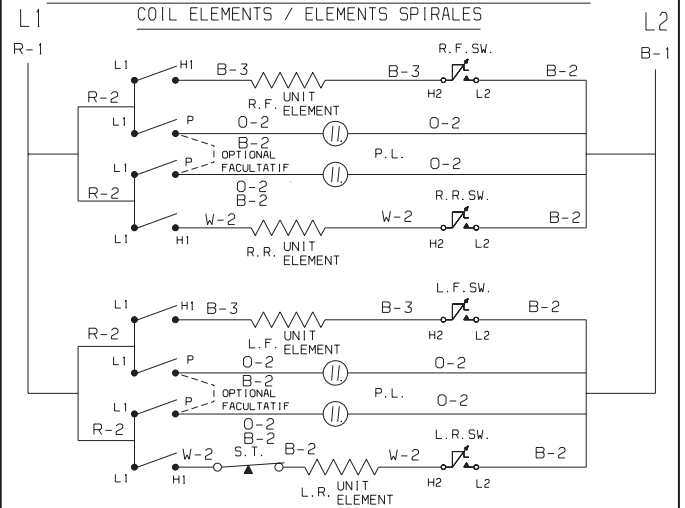 COIL ELEMENTS / ELEMENTS SPIRALES
L1
L2
R-1
B-1
R.F.SW.
L1
H1
B-3
B-3
B-2
R-2
R.F.
UNIT
ELEMENT
H2
L2
L1
P
O-2
O-2
B-2
OPTIONAL
FACULTATIF
P.L.
L1
P
O-2
R-2
O-2
B-2
R.R.SW.
W-2
W-2
B-2
L1
H1
R.R.
UNIT
ELEMENT
H2
L2
L.F.SW.
L1
H1
B-3
B-3
B-2
R-2
L.F.
UNIT
ELEMENT
H2
L2
L1
P
O-2
O-2
B-2
OPTIONAL
FACULTATIF
P.L.
L1
P
O-2
R-2
O-2
B-2
L.R.SW.
W-2
S.T.
B-2
W-2
B-2
L1
H1
L.R.
UNIT
ELEMENT
H2
L2